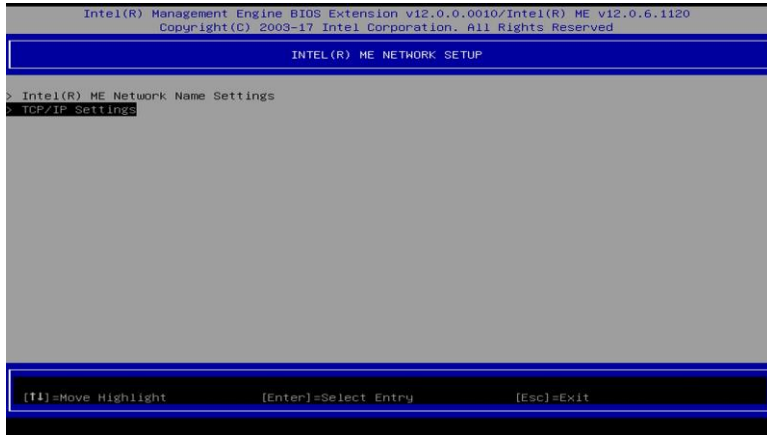 Intel(R) Management Engine BIOS Extension v12.0.0.0010/Intel(R) ME v12.0.6.1120
Copyright(C) 2003-17 Intel Corporation. All Rights Reserved
INTEL(R) ME NETWORK SETUP
> Intel(R) ME Network Name Settings
> TCP/IP Settings
[↑↓]=Move Highlight [Enter]=Select Entry [Esc]=Exit